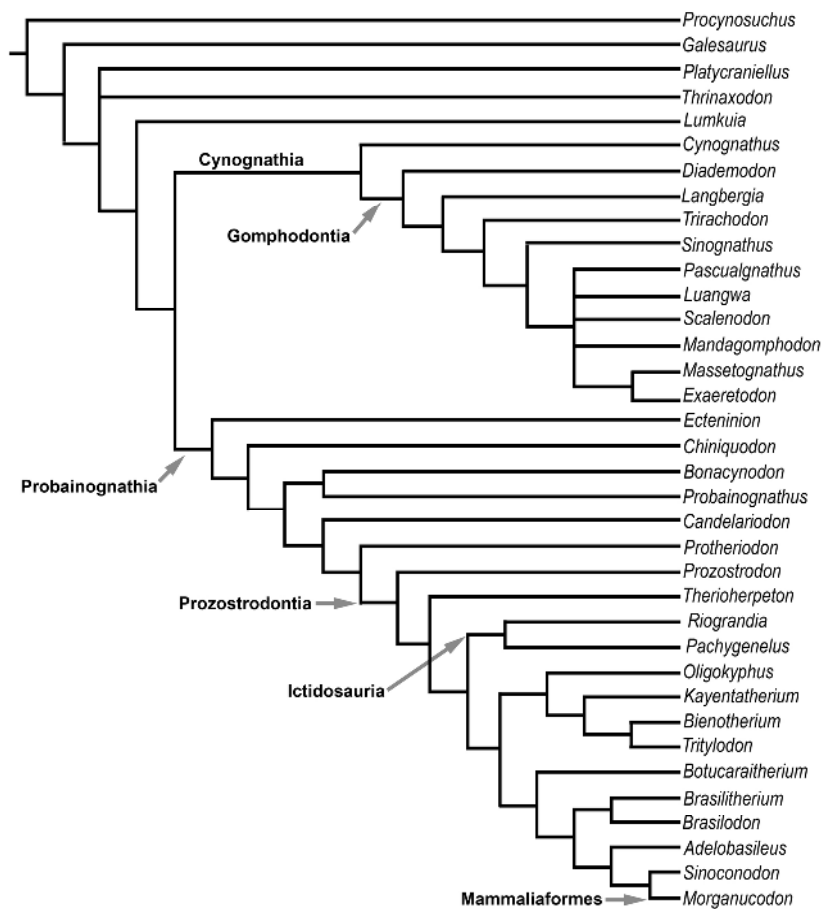 Procynosuchus
Galesaurus
Platycraniellus
Thrinaxodon
Lumkuia
Cynognathus
Cynognathia
Diademodon
Langbergia
Gomphodontia
Trirachodon
Sinognathus
Pascualgnathus
Luangwa
Scalenodon
Mandagomphodon
Massetognathus
Exaeretodon
Ecteninion
Chiniquodon
Bonacynodon
Probainognathia
Probainognathus
Candelariodon
Protheriodon
Prozostrodon
Prozostrodontia
Therioherpeton
Riograndia
Pachygenelus
Oligokyphus
Ictidosauria
Kayentatherium
Bienotherium
Tritylodon
Botucaraitherium
Brasilitherium
Brasilodon
Adelobasileus
Sinoconodon
Mammaliaformes
Morganucodon